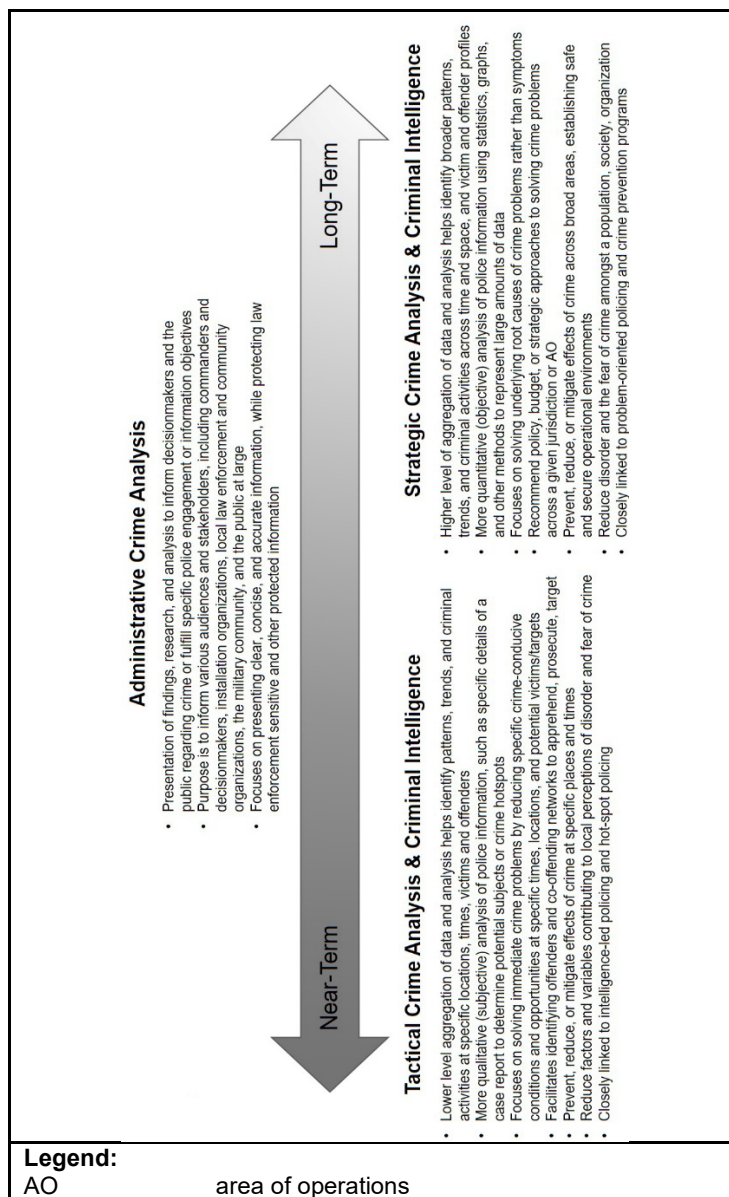 Administrative Crime Analysis
• Presentation of findings, research, and analysis to inform decisionmakers and the
public regarding crime or fulfill specific police engagement or information objectives
• Purpose is to inform various audiences and stakeholders, including commanders and
decisionmakers, installation organizations, local law enforcement and community
organizations, the military community, and the public at large
• Focuses on presenting clear, concise, and accurate information, while protecting law
enforcement sensitive and other protected information
Near-Term
Long-Term
Tactical Crime Analysis & Criminal Intelligence
• Lower level aggregation of data and analysis helps identify patterns, trends, and criminal
activities at specific locations, times, victims and offenders
• More qualitative (subjective) analysis of police information, such as specific details of a
case report to determine potential subjects or crime hotspots
• Focuses on solving immediate crime problems by reducing specific crime-conducive
conditions and opportunities at specific times, locations, and potential victims/targets
• Facilitates identifying offenders and co-offending networks to apprehend, prosecute, target
• Prevent, reduce, or mitigate effects of crime at specific places and times
• Reduce factors and variables contributing to local perceptions of disorder and fear of crime
• Closely linked to intelligence-led policing and hot-spot policing
Strategic Crime Analysis & Criminal Intelligence
• Higher level of aggregation of data and analysis helps identify broader patterns,
trends, and criminal activities across time and space, and victim and offender profiles
• More quantitative (objective) analysis of police information using statistics, graphs,
and other methods to represent large amounts of data
• Focuses on solving underlying root causes of crime problems rather than symptoms
• Recommend policy, budget, or strategic approaches to solving crime problems
across a given jurisdiction or AO
• Prevent, reduce, or mitigate effects of crime across broad areas, establishing safe
and secure operational environments
• Reduce disorder and the fear of crime amongst a population, society, organization
• Closely linked to problem-oriented policing and crime prevention programs
Legend:
AO area of operations